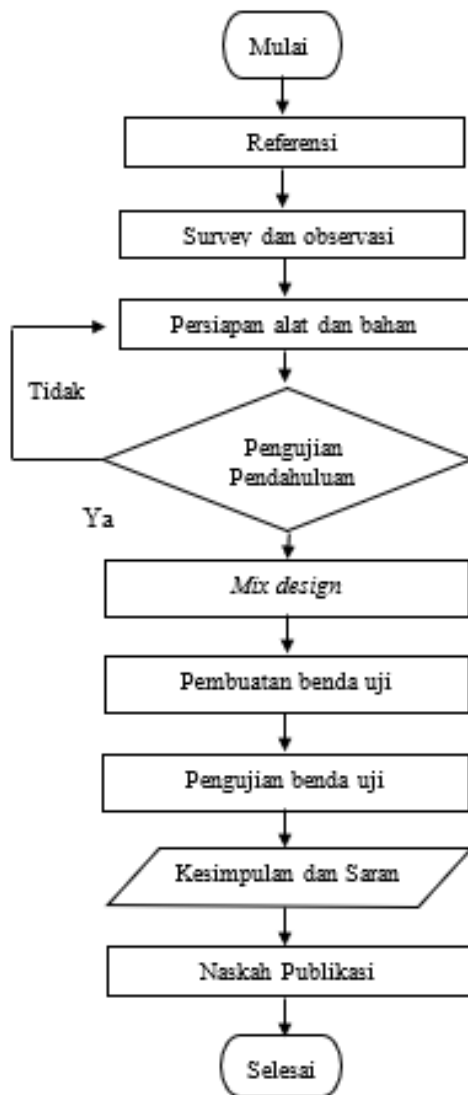 Mulai
Referensi
Survey dan observasi
Persiapan alat dan bahan
Tidak
Pengujian
Pendahuluan
Ya
Mix design
Pembuatan benda uji
Pengujian benda uji
Kesimpulan dan Saran
Naskah Publikasi
Selesai